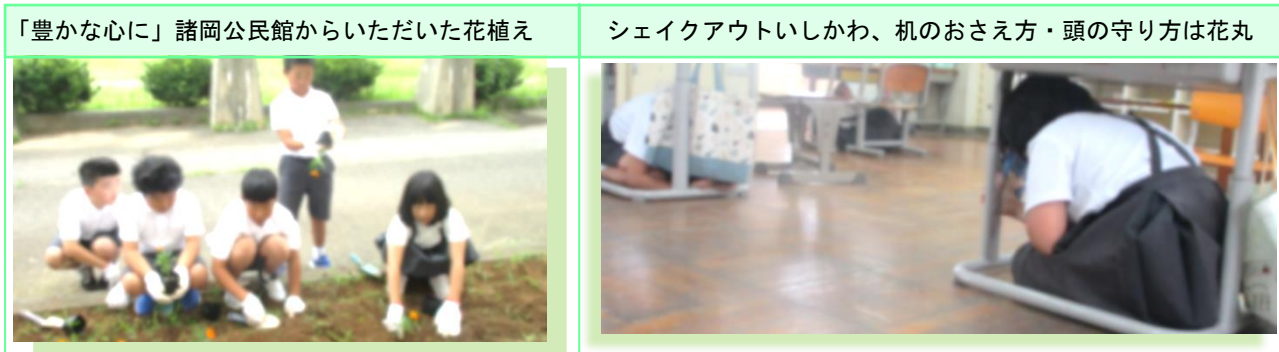 「豊かな心に」諸岡公民館からいただいた花植え
シェイクアウトいしかわ、机のおさえ方・頭の守り方は花丸